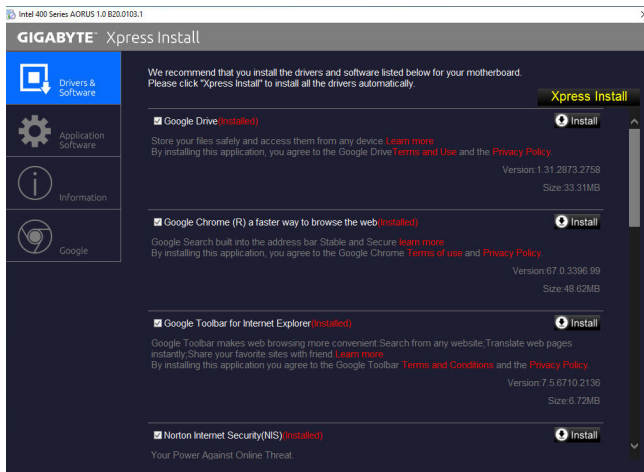 Intel 400 Series AORUS 1.0 B20.0103.1
GIGABYTE™ Xpress Install
We recommend that you install the drivers and software listed below for your motherboard.
Please click "Xpress Install" to install all the drivers automatically.
Xpress Install
Drivers &
Software
Application
Software
Information
Google
Google Drive(Installed)
Install
Store your files safely and access them from any device.Learn more
By installing this application, you agree to the Google DriveTerms and Use and the Privacy Policy.
Version:1.31.2873.2758
Size:33.31MB
Google Chrome (R) a faster way to browse the web(Installed)
Install
Google Search built into the address bar Stable and Secure learn more
By installing this application, you agree to the Google Chrome Terms of use and Privacy Policy.
Version:67.0.3396.99
Size:48.62MB
Google Toolbar for Internet Explorer(Installed)
Install
Google Toolbar makes web browsing more convenient:Search from any website;Translate web pages
instantly;Share your favorite sites with friend.Learn more
By installing this application you agree to the Google Toolbar Terms and Conditions and the Privacy Policy.
Version:7.5.6710.2136
Size:6.72MB
Norton Internet Security(NIS)(Installed)
Install
Your Power Against Online Threat.